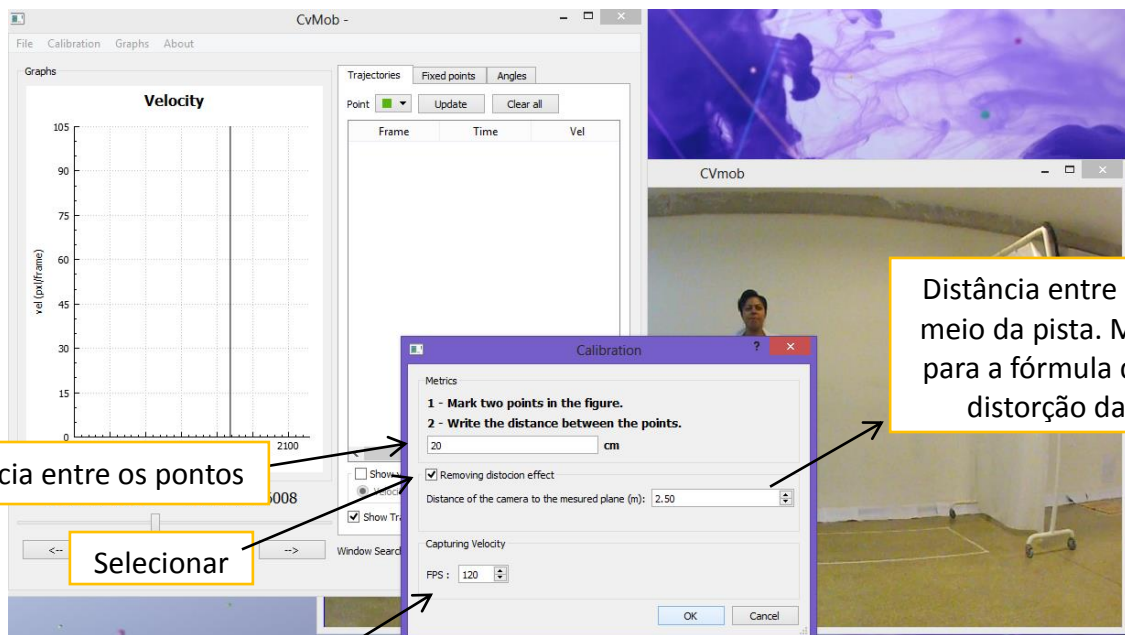 CvMob -
File Calibration Graphs About
Graphs
Velocity
105
90
75
60
45
30
15
0
2100
vel (pxl/frame)
Trajectories Fixed points Angles
Point Update Clear all
Frame Time Vel
CVmob
Distância entre
meio da pista. M
para a fórmula
distorção da
Calibration
Metrics
1 - Mark two points in the figure.
2 - Write the distance between the points.
20 cm
Removing distocion effect
Distance of the camera to the mesured plane (m): 2.50
Capturing Velocity
FPS : 120
OK Cancel
cia entre os pontos
Show
Show Tra
Window Search
<-- -->
Selecionar